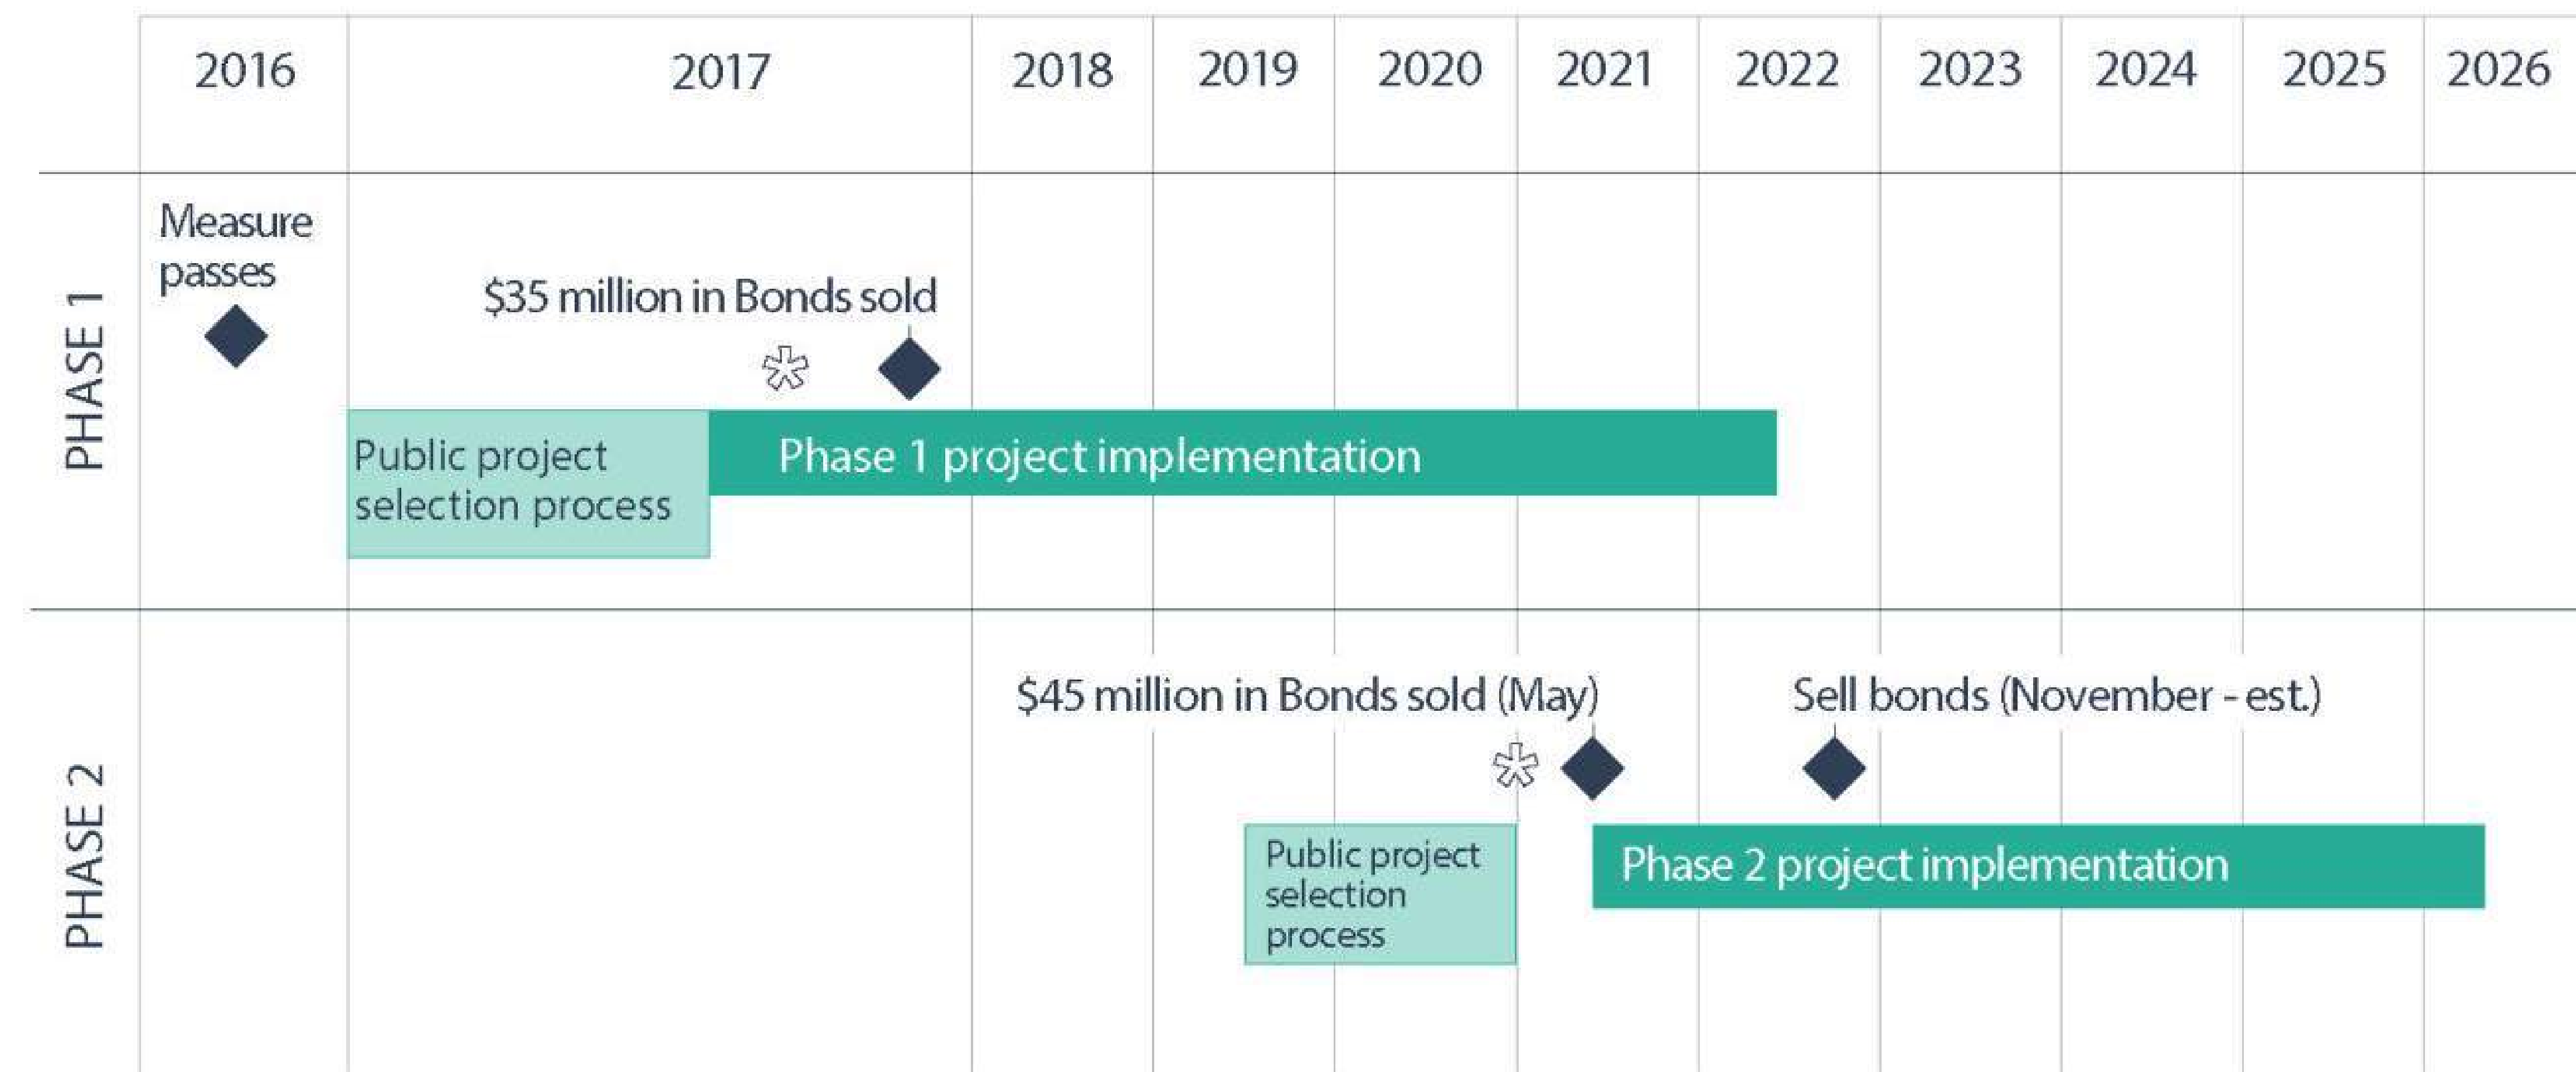 2016 2017 2018 2019 2020 2021 2022 2023 2024 2025 2026
PHASE 1
Measure
passes
$35 million in Bonds sold
*
Public project
selection process
Phase 1 project implementation
PHASE 2
$45 million in Bonds sold (May)
*
Sell bonds (November - est.)
Public project
selection
process
Phase 2 project implementation